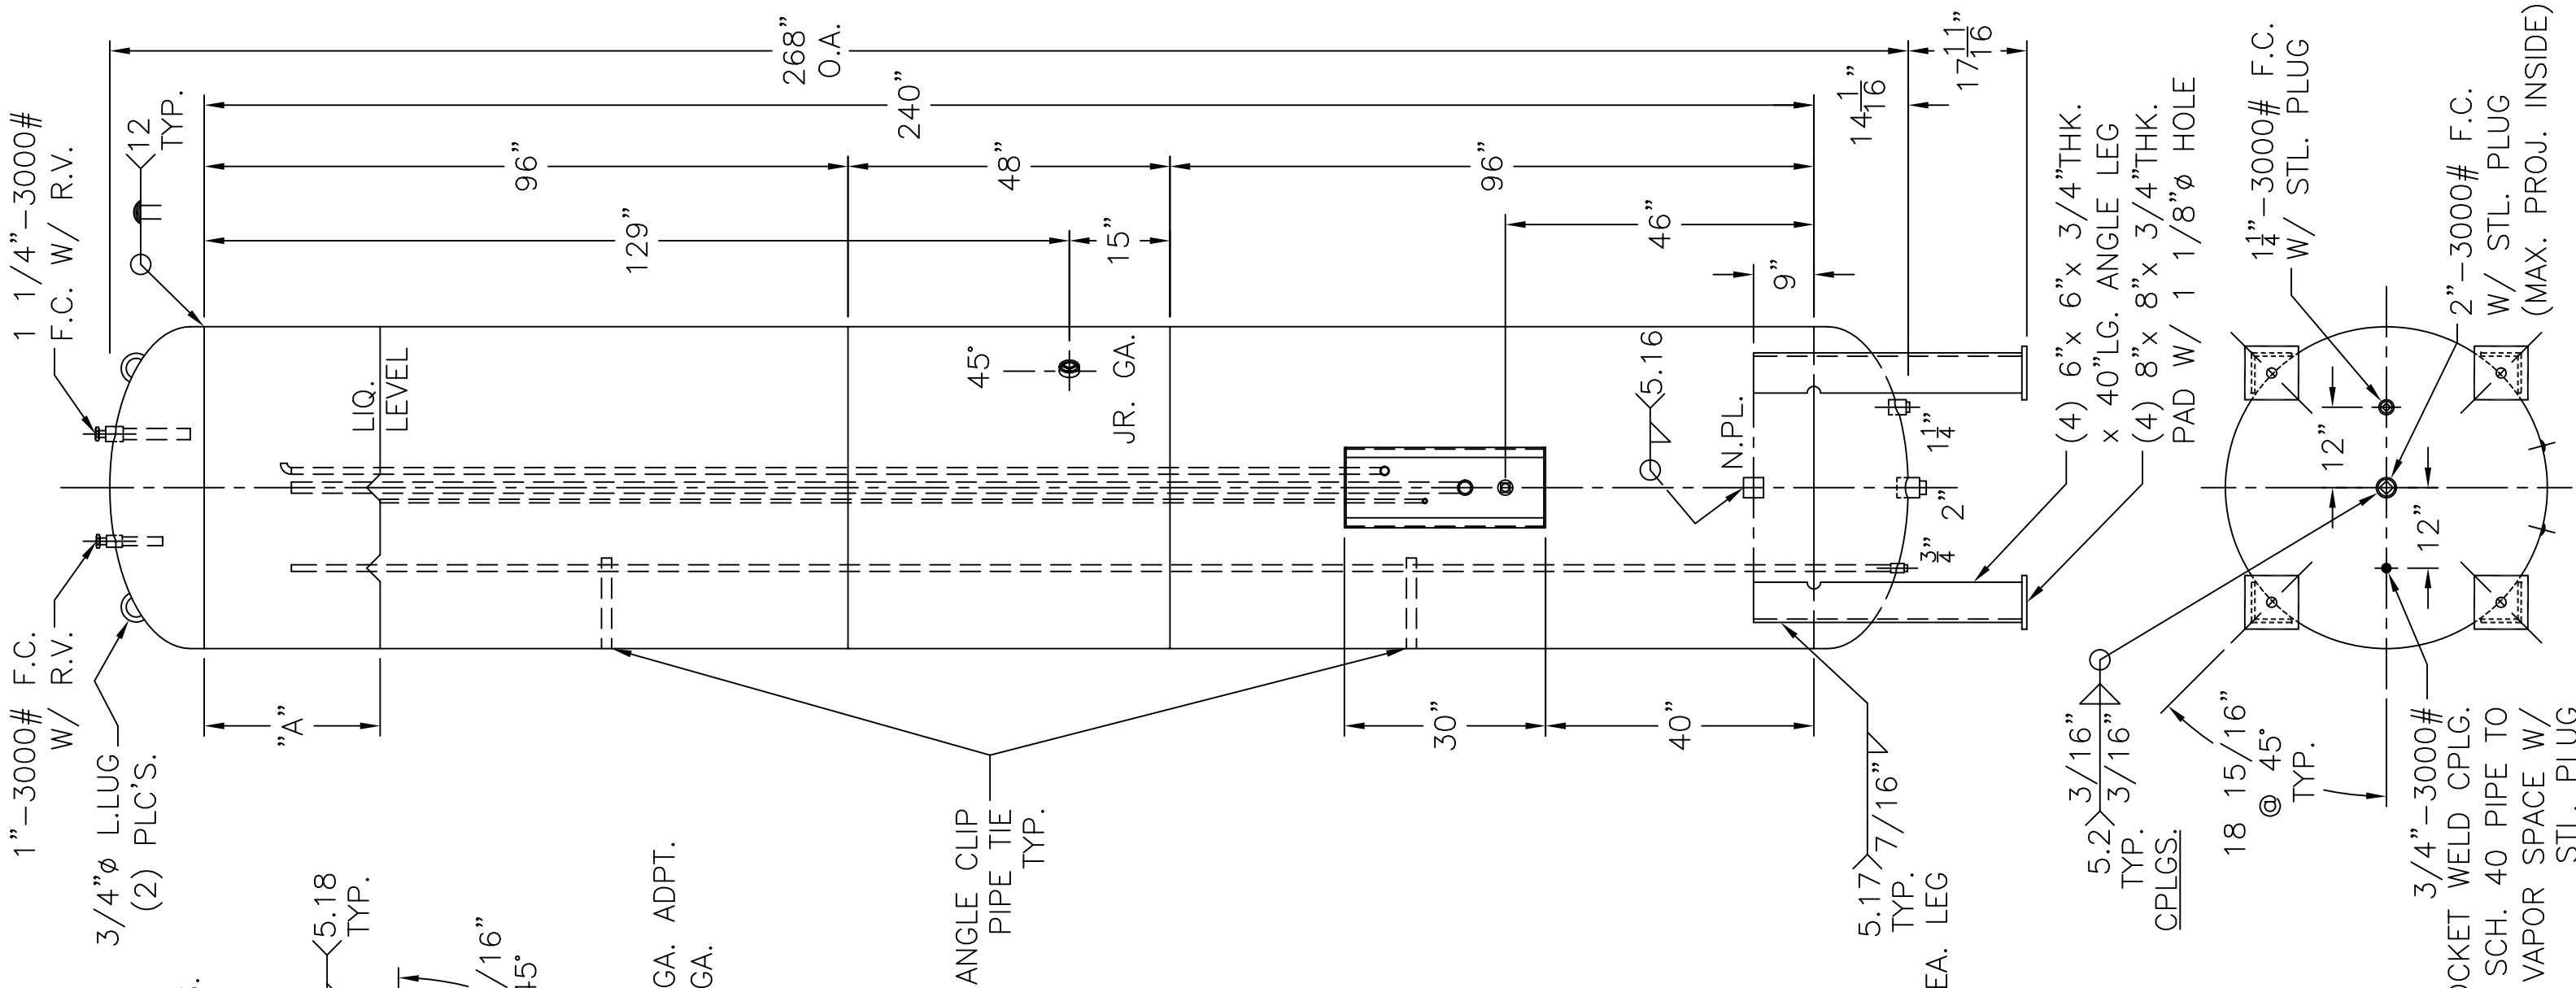 1 1/4"-3000#
F.C. W/ R.V.
12
TYP.
1"-3000# F.C.
W/ R.V.
3/4"ø L.LUG
(2) PLC'S.
268"
O.A.
240"
96"
48"
96"
129"
15"
46"
9"
14 1/16"
17 11/16"
LIQ.
LEVEL
"A"
45°
JR. GA.
5.18
TYP.
/16"
45°
GA. ADPT.
GA.
ANGLE CLIP
PIPE TIE
TYP.
30"
40"
5.16
N.PL.
1 1/4"
2"
3/4"
(4) 6"x 6"x 3/4"THK.
x 40"LG. ANGLE LEG
(4) 8"x 8"x 3/4"THK.
PAD W/ 1 1/8"ø HOLE
5.17
TYP.
7/16"
EA. LEG
5.2
TYP.
CPLGS.
3/16"
3/16"
18 15/16"
@ 45°
TYP.
12"
12"
1 1/4"-3000# F.C.
W/ STL. PLUG
2"-3000# F.C.
W/ STL. PLUG
(MAX. PROJ. INSIDE)
3/4"-3000#
OCKET WELD CPLG.
SCH. 40 PIPE TO
VAPOR SPACE W/
STL. PLUG